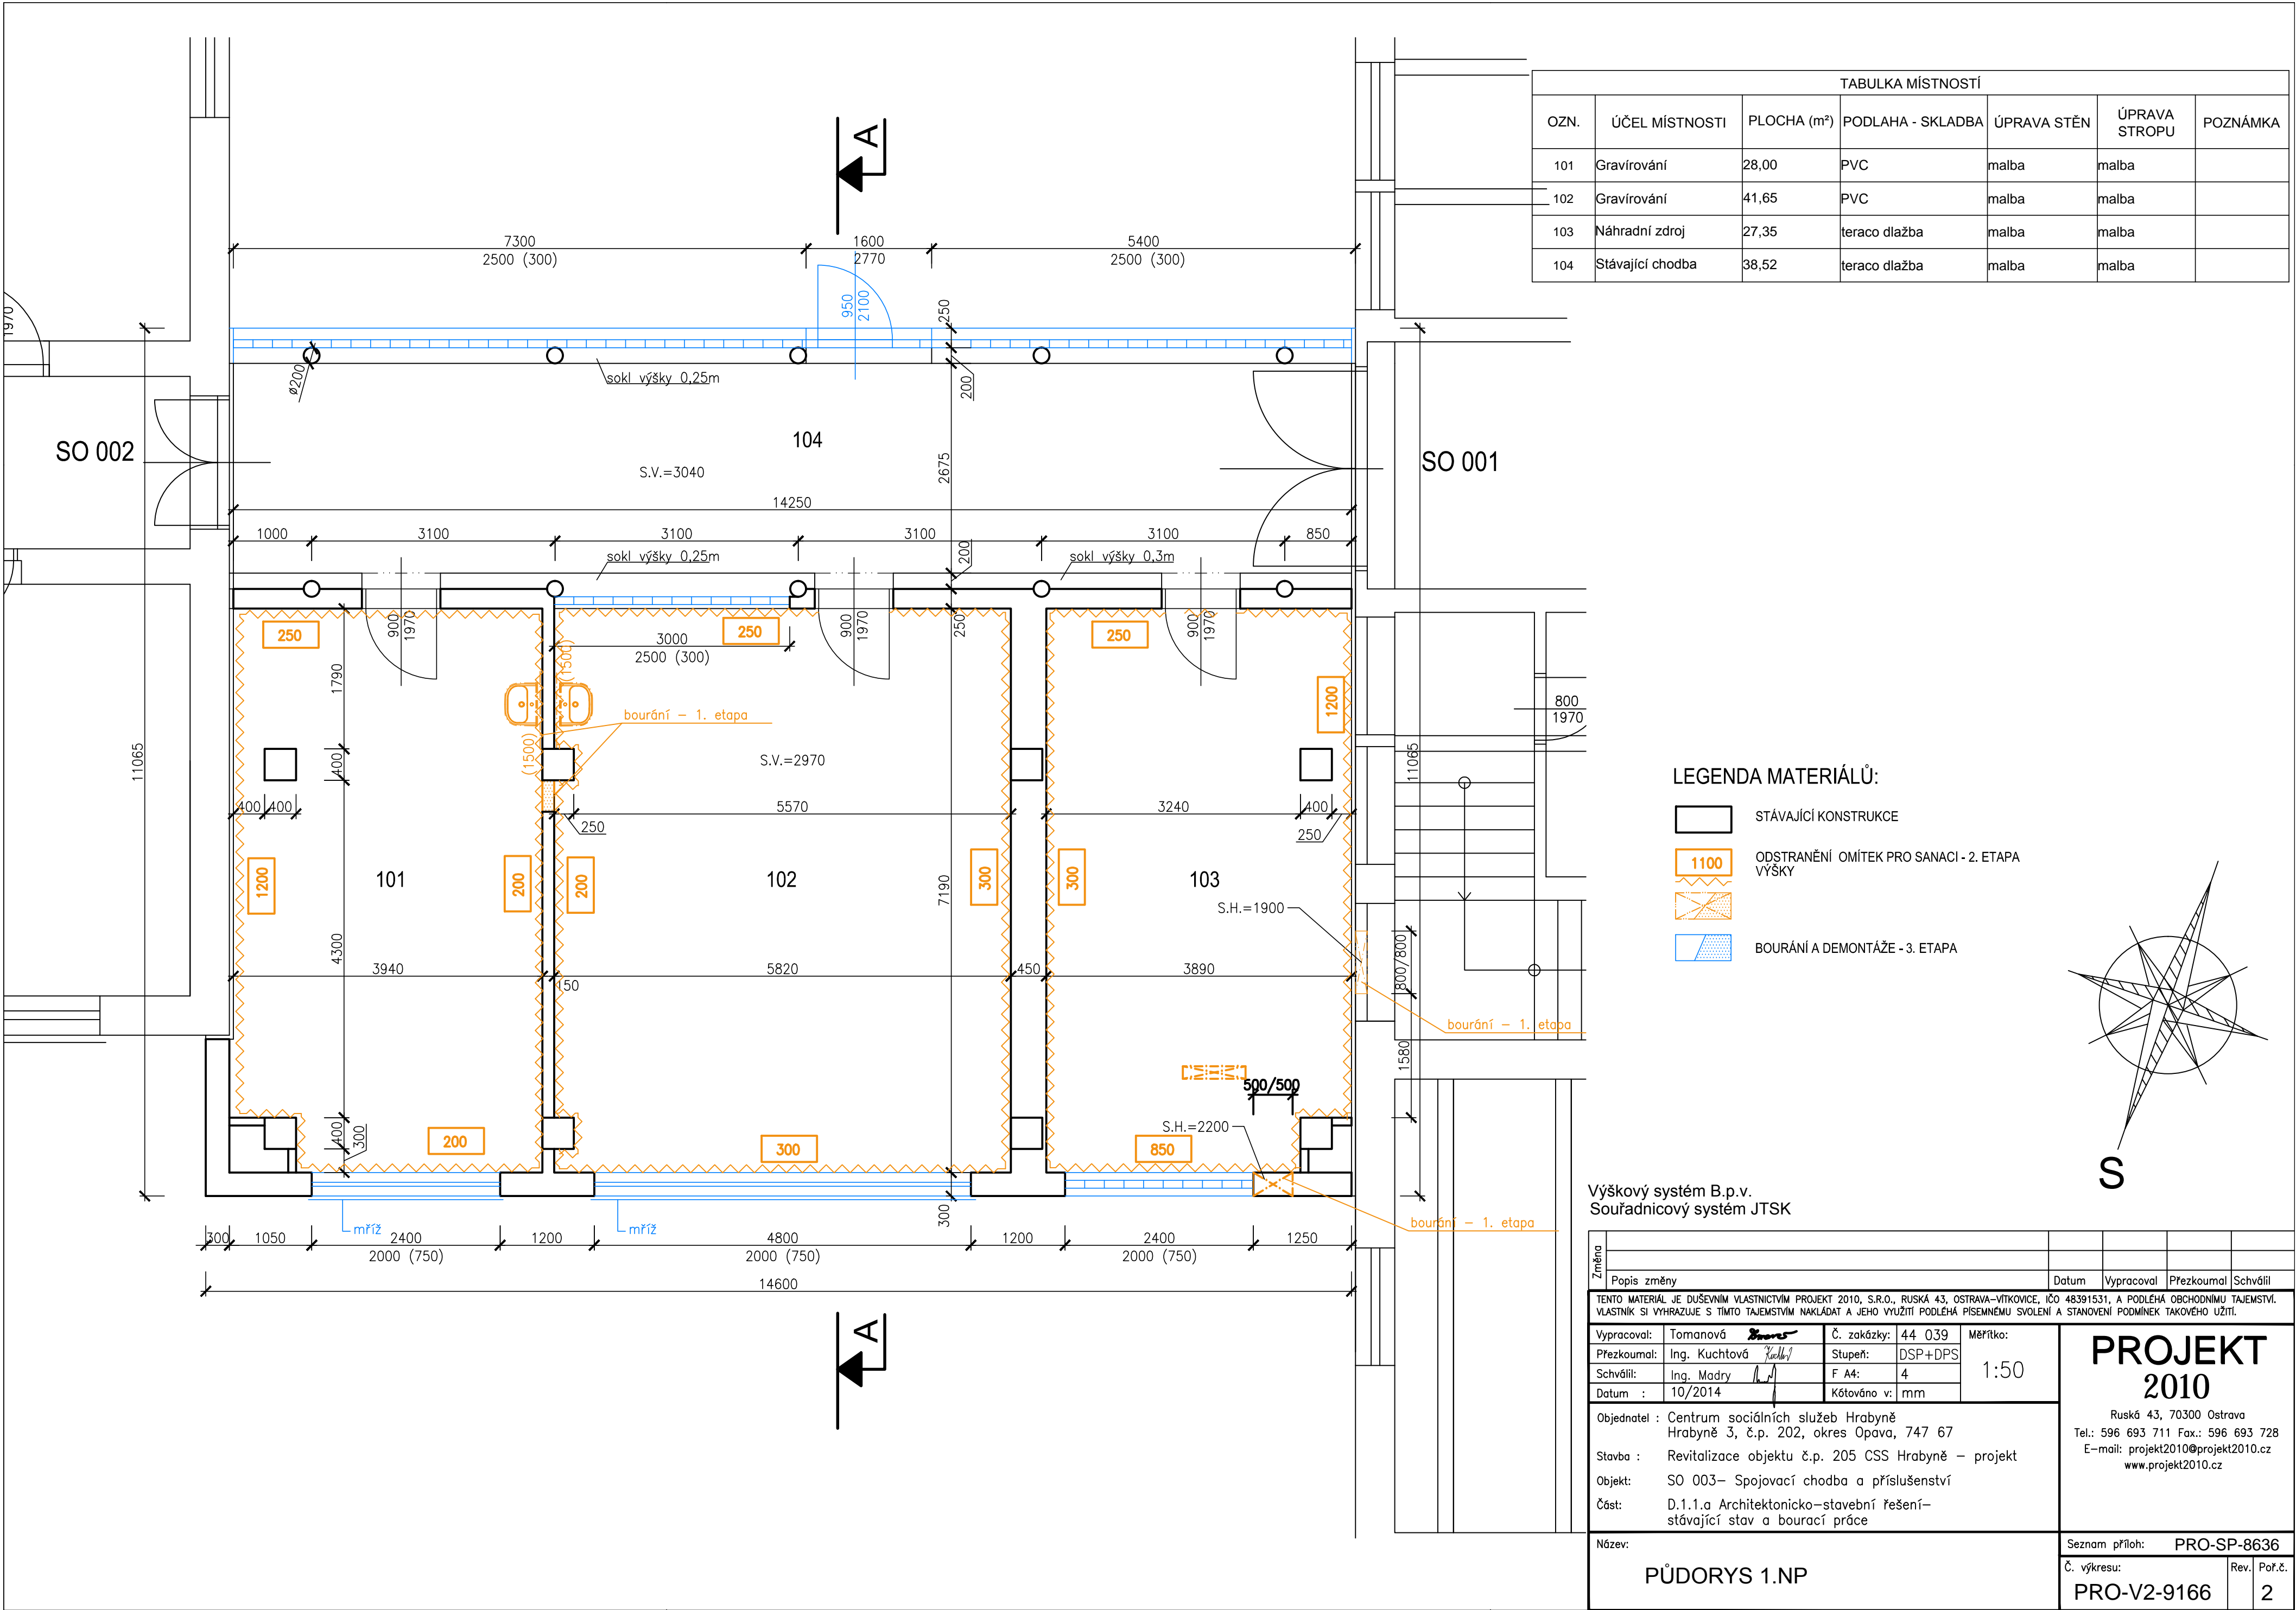 TABULKA MÍSTNOSTÍ
OZN. ÚČEL MÍSTNOSTI PLOCHA (m²) PODLAHA - SKLADBA ÚPRAVA STĚN ÚPRAVA STROPU POZNÁMKA
101 Gravírování 28,00 PVC malba malba
102 Gravírování 41,65 PVC malba malba
103 Náhradní zdroj 27,35 teraco dlažba malba malba
104 Stávající chodba 38,52 teraco dlažba malba malba
A
7300
2500 (300)
1600
2770
5400
2500 (300)
950
2100
250
1970
ø200
sokl výšky 0,25m
200
SO 002
104
SO 001
S.V.=3040
2675
14250
1000
3100
3100
3100
3100
850
sokl výšky 0,25m
200
sokl výšky 0,3m
250
900
1970
3000
2500 (300)
250
900
1970
250
250
900
1970
1790
(1500)
bourání – 1. etapa
1200
800
1970
11065
400
(1500)
S.V.=2970
11065
400
400
250
5570
3240
400
250
1200
101
200
200
102
7190
300
300
103
S.H.=1900
4300
3940
150
5820
450
3890
800/800
bourání – 1. etapa
1580
500/500
400
300
200
300
S.H.=2200
850
mříž
mříž
300
bourání – 1. etapa
300
1050
2400
2000 (750)
1200
4800
2000 (750)
1200
2400
2000 (750)
1250
14600
A
LEGENDA MATERIÁLŮ:
STÁVAJÍCÍ KONSTRUKCE
1100
ODSTRANĚNÍ OMÍTEK PRO SANACI - 2. ETAPA
VÝŠKY
BOURÁNÍ A DEMONTÁŽE - 3. ETAPA
S
Výškový systém B.p.v.
Souřadnicový systém JTSK
Změna
Popis změny Datum Vypracoval Přezkoumal Schválil
TENTO MATERIÁL JE DUŠEVNÍM VLASTNICTVÍM PROJEKT 2010, S.R.O., RUSKÁ 43, OSTRAVA–VÍTKOVICE, IČO 48391531, A PODLÉHÁ OBCHODNÍMU TAJEMSTVÍ.
VLASTNÍK SI VYHRAZUJE S TÍMTO TAJEMSTVÍM NAKLÁDAT A JEHO VYUŽITÍ PODLÉHÁ PÍSEMNÉMU SVOLENÍ A STANOVENÍ PODMÍNEK TAKOVÉHO UŽITÍ.
Vypracoval: Tomanová Č. zakázky: 44 039 Měřítko:
Přezkoumal: Ing. Kuchtová Stupeň: DSP+DPS
1:50
Schválil: Ing. Madry F A4: 4
Datum : 10/2014 Kótováno v: mm
Objednatel : Centrum sociálních služeb Hrabyně
Hrabyně 3, č.p. 202, okres Opava, 747 67
Stavba : Revitalizace objektu č.p. 205 CSS Hrabyně – projekt
Objekt: SO 003– Spojovací chodba a příslušenství
Část: D.1.1.a Architektonicko–stavební řešení–
stávající stav a bourací práce
PROJEKT
2010
Ruská 43, 70300 Ostrava
Tel.: 596 693 711 Fax.: 596 693 728
E–mail: projekt2010@projekt2010.cz
www.projekt2010.cz
Název:
PŮDORYS 1.NP
Seznam příloh: PRO-SP-8636
Č. výkresu: Rev. Poř.č.
PRO-V2-9166 2